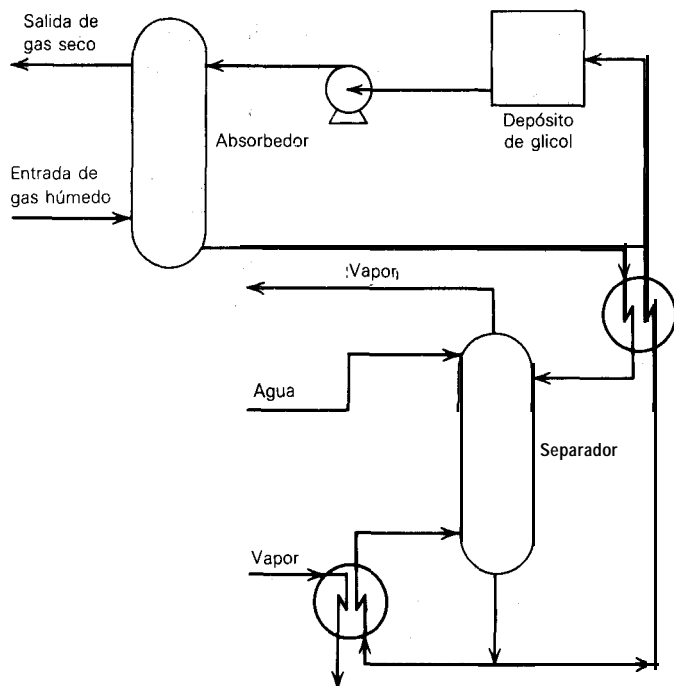 Salida de
gas seco
Absorbedor
Depósito
de glicol
Entrada de
gas húmedo
Vapor
Agua
Separador
Vapor